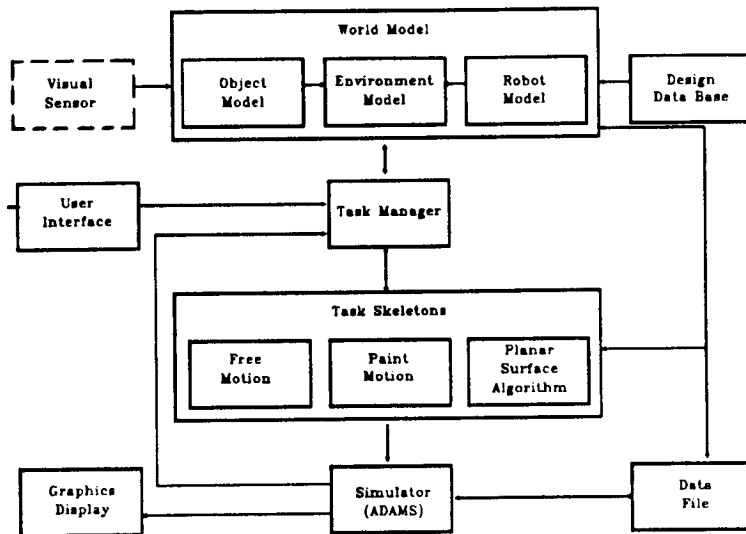 World Model
Visual
Sensor
Object
Model
Environment
Model
Robot
Model
Design
Data Base
User
Interface
Task Manager
Task Skeletons
Free
Motion
Paint
Motion
Planar
Surface
Algorithm
Graphics
Display
Simulator
(ADAMS)
Data
File